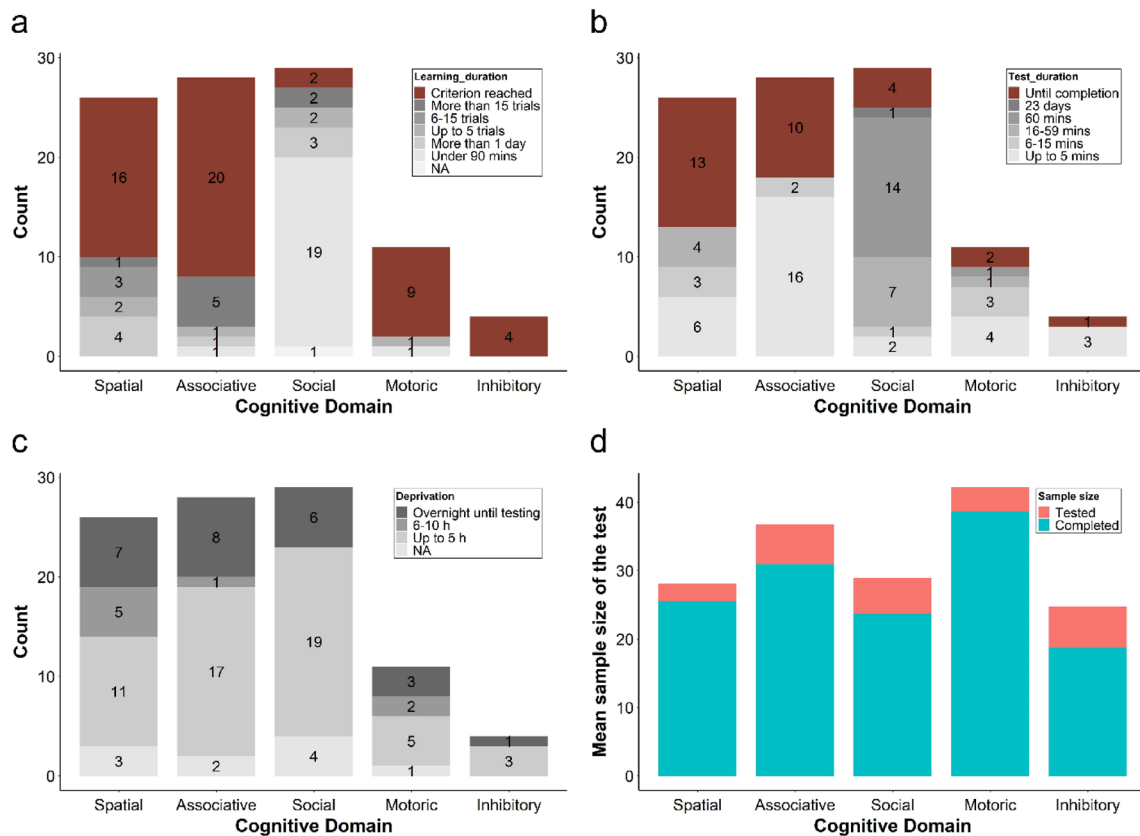 a
Count
30
20
10
0
16
1
3
2
4
20
5
1
1
1
2
2
2
3
19
1
9
1
1
4
Learning_duration
Criterion reached
More than 15 trials
6-15 trials
Up to 5 trials
More than 1 day
Under 90 mins
NA
Spatial Associative Social Motoric Inhibitory
Cognitive Domain
b
Count
30
20
10
0
13
4
3
6
10
2
16
4
1
14
7
1
2
2
1
1
3
4
1
3
Test_duration
Until completion
23 days
60 mins
16-59 mins
6-15 mins
Up to 5 mins
Spatial Associative Social Motoric Inhibitory
Cognitive Domain
c
Count
30
20
10
0
7
5
11
3
8
1
17
2
6
19
4
3
2
5
1
1
3
Deprivation
Overnight until testing
6-10 h
Up to 5 h
NA
Spatial Associative Social Motoric Inhibitory
Cognitive Domain
d
Mean sample size of the test
40
30
20
10
0
Sample size
Tested
Completed
Spatial Associative Social Motoric Inhibitory
Cognitive Domain